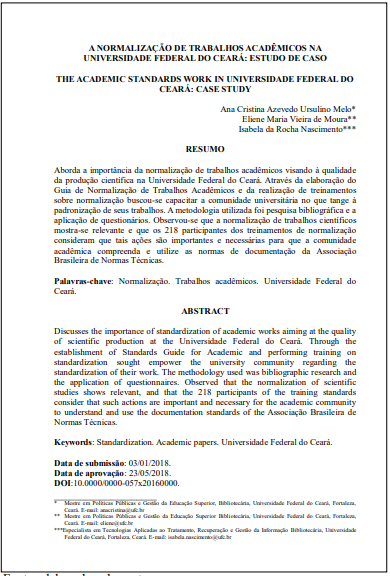 A NORMALIZAÇÃO DE TRABALHOS ACADÊMICOS NA
UNIVERSIDADE FEDERAL DO CEARÁ: ESTUDO DE CASO
THE ACADEMIC STANDARDS WORK IN UNIVERSIDADE FEDERAL DO
CEARÁ: CASE STUDY
Ana Cristina Azevedo Ursulino Melo*
Eliene Maria Vieira de Moura**
Isabela da Rocha Nascimento***
RESUMO
Aborda a importância da normalização de trabalhos acadêmicos visando à qualidade
da produção científica na Universidade Federal do Ceará. Através da elaboração do
Guia de Normalização de Trabalhos Acadêmicos e da realização de treinamentos
sobre normalização buscou-se capacitar a comunidade universitária no que tange à
padronização de seus trabalhos. A metodologia utilizada foi pesquisa bibliográfica e a
aplicação de questionários. Observou-se que a normalização de trabalhos científicos
mostra-se relevante e que os 218 participantes dos treinamentos de normalização
consideram que tais ações são importantes e necessárias para que a comunidade
acadêmica compreenda e utilize as normas de documentação da Associação
Brasileira de Normas Técnicas.
Palavras-chave: Normalização. Trabalhos acadêmicos. Universidade Federal do
Ceará.
ABSTRACT
Discusses the importance of standardization of academic works aiming at the quality
of scientific production at the Universidade Federal do Ceará. Through the
establishment of Standards Guide for Academic and performing training on
standardization sought empower the university community regarding the
standardization of their work. The methodology used was bibliographic research and
the application of questionnaires. Observed that the normalization of scientific
studies shows relevant, and that the 218 participants of the training standards
consider that such actions are important and necessary for the academic community
to understand and use the documentation standards of the Associação Brasileira de
Normas Técnicas.
Keywords: Standardization. Academic papers. Universidade Federal do Ceará.
Data de submissão: 03/01/2018.
Data de aprovação: 23/05/2018.
DOI:10.0000/0000-057x20160000.
* Mestre em Políticas Públicas e Gestão da Educação Superior, Bibliotecária, Universidade Federal do Ceará, Fortaleza,
Ceará. E-mail: anacristina@ufc.br
** Mestre em Políticas Públicas e Gestão da Educação Superior, Bibliotecária, Universidade Federal do Ceará, Fortaleza,
Ceará. E-mail: eliene@ufc.br
***Especialista em Tecnologias Aplicadas ao Tratamento, Recuperação e Gestão da Informação Bibliotecária, Universidade
Federal do Ceará, Fortaleza, Ceará. E-mail: isabela.nascimento@ufc.br